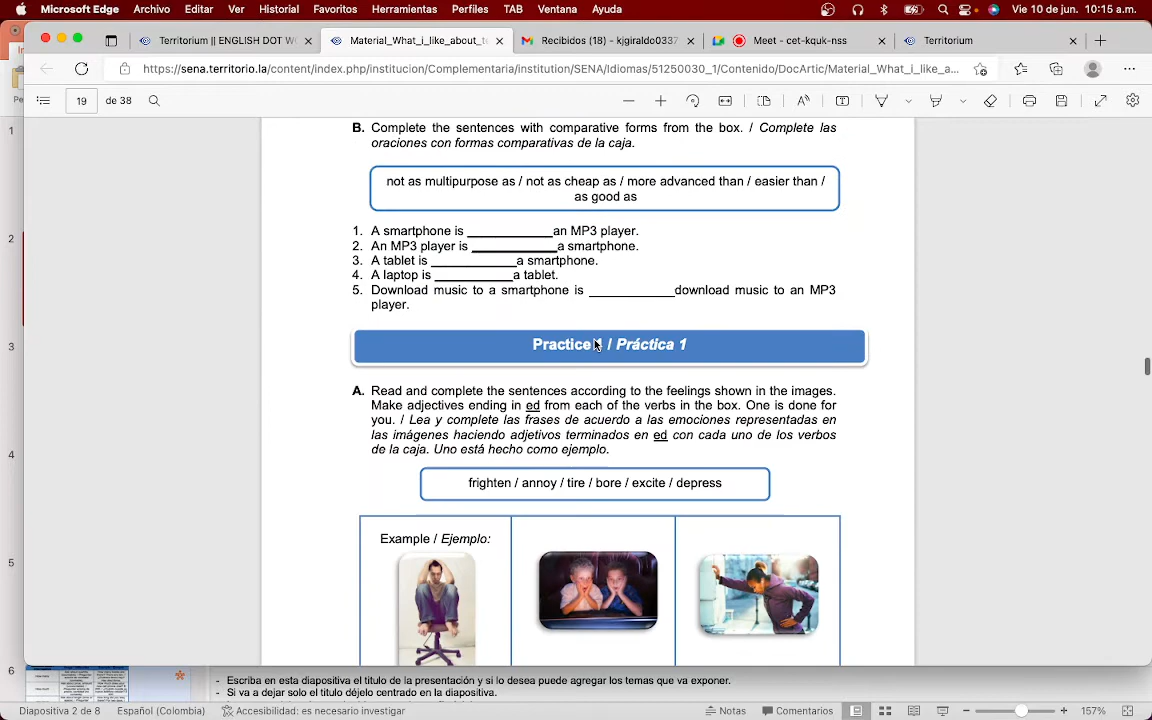 Microsoft Edge Archivo Editar Ver Historial Favoritos Herramientas Perfiles TAB Ventana Ayuda Vie 10 de jun. 10:15 a.m.
Territorium || ENGLISH DOT WO Material_What_i_like_about_te Recibidos (18) - kjgiraldo0337 Meet - cet-kquk-nss Territorium
https://sena.territorio.la/content/index.php/institucion/Complementaria/institution/SENA/Idiomas/51250030_1/Contenido/DocArtic/Material_What_i_like_a...
19 de 38
B. Complete the sentences with comparative forms from the box. / Complete las
oraciones con formas comparativas de la caja.
not as multipurpose as / not as cheap as / more advanced than / easier than /
as good as
1. A smartphone is ____________an MP3 player.
2. An MP3 player is ____________a smartphone.
3. A tablet is ____________a smartphone.
4. A laptop is ___________a tablet.
5. Download music to a smartphone is ____________download music to an MP3
player.
Practice 1 / Práctica 1
A. Read and complete the sentences according to the feelings shown in the images.
Make adjectives ending in ed from each of the verbs in the box. One is done for
you. / Lea y complete las frases de acuerdo a las emociones representadas en
las imágenes haciendo adjetivos terminados en ed con cada uno de los verbos
de la caja. Uno está hecho como ejemplo.
frighten / annoy / tire / bore / excite / depress
Example / Ejemplo:
1
2
3
4
5
6
- Escriba en esta diapositiva el titulo de la presentación y si lo desea puede agregar los temas que va exponer.
- Si va a dejar solo el titulo déjelo centrado en la diapositiva.
Diapositiva 2 de 8 Español (Colombia) Accesibilidad: es necesario investigar Notas Comentarios 157%